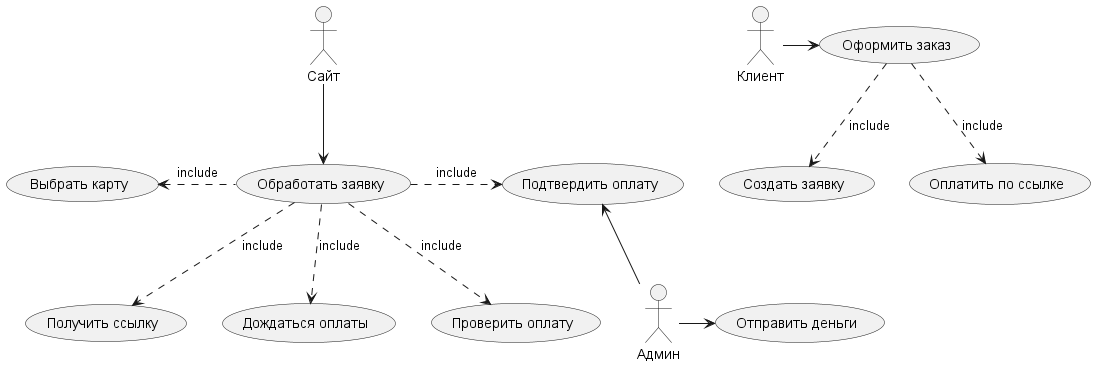 Сайт
Клиент
Оформить заказ
include
include
Выбрать карту
include
Обработать заявку
include
Подтвердить оплату
Создать заявку
Оплатить по ссылке
include
include
include
Получить ссылку
Дождаться оплаты
Проверить оплату
Админ
Отправить деньги